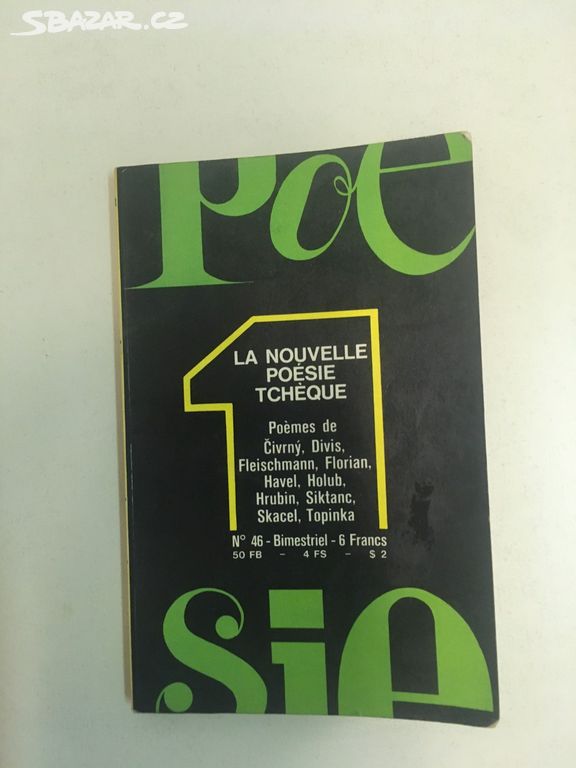 SBAZAR.CZ
Poe
1
LA NOUVELLE
POÉSIE
TCHÈQUE
Poèmes de
Čivrný, Divis,
Fleischmann, Florian,
Havel, Holub,
Hrubin, Siktanc,
Skacel, Topinka
N° 46 - Bimestriel - 6 Francs
50 FB - 4 FS - $ 2
sie